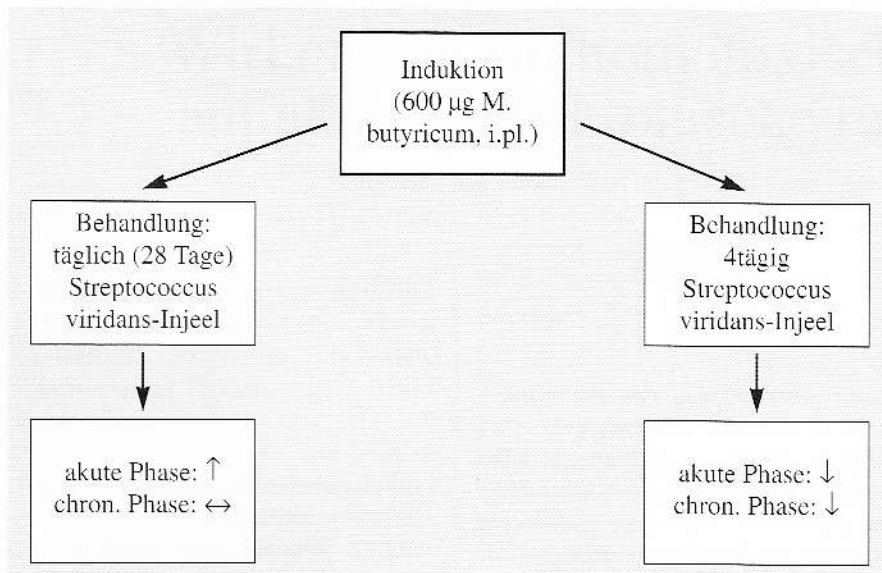 Induktion
(600 µg M.
butyricum, i.pl.)
Behandlung:
täglich (28 Tage)
Streptococcus
viridans-Injeel
Behandlung:
4tägig
Streptococcus
viridans-Injeel
akute Phase: ↑
chron. Phase: ↔
akute Phase: ↓
chron. Phase: ↓